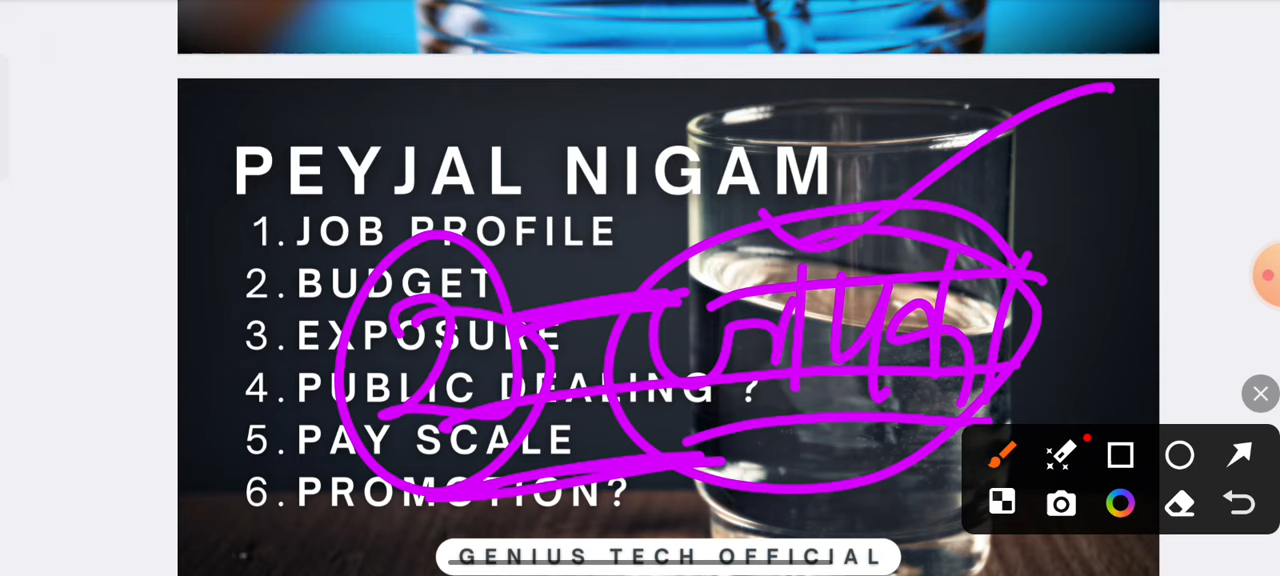 PEYJAL NIGAM
1. JOB PROFILE
2. BUDGET
3. EXPOSURE
4. PUBLIC DEALING ?
5. PAY SCALE
6. PROMOTION?
2
GENIUS TECH OFFICIAL